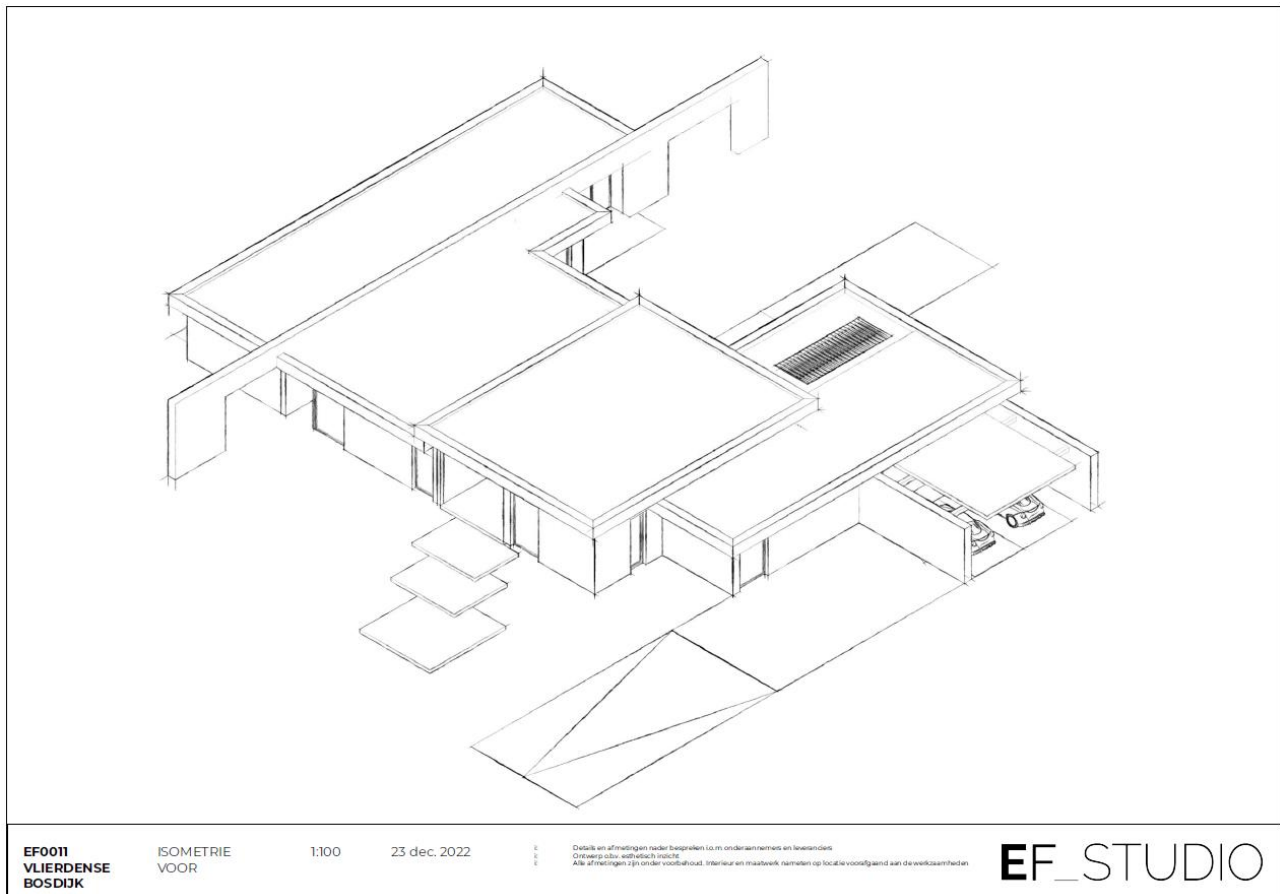 EF0011
VLIERDENSE
BOSDIJK
ISOMETRIE
VOOR
1:100
23 dec. 2022
Details en afmetingen nader bespreken i.o.m. onderaannemers en leveranciers
Ontwerp o.b.v. esthetisch inzicht
Alle afmetingen zijn onder voorbehoud. Interieur en maatwerk nameten op locatie voorafgaand aan de werkzaamheden
EF_STUDIO